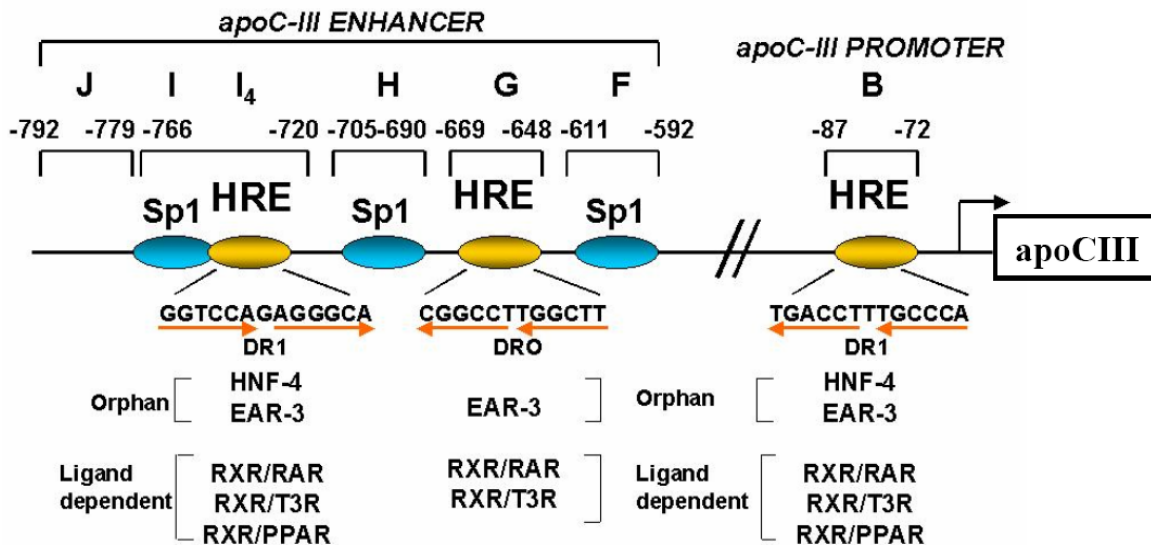 apoC-III ENHANCER
apoC-III PROMOTER
J I I4 H G F B
-792 -779 -766 -720 -705-690 -669 -648 -611 -592 -87 -72
Sp1 HRE Sp1 HRE Sp1 HRE
apoCIII
GGTCCAGAGGGCA CGGCCTTGGCTT TGACCTTTGCCCA
DR1 DR0 DR1
Orphan HNF-4 EAR-3 Orphan HNF-4
EAR-3 EAR-3
Ligand dependent RXR/RAR RXR/RAR Ligand dependent RXR/RAR
RXR/T3R RXR/T3R RXR/T3R
RXR/PPAR RXR/PPAR